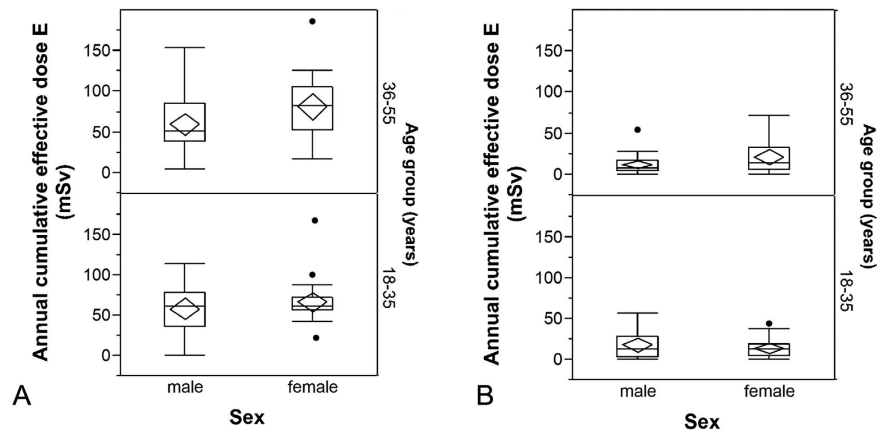 Annual cumulative effective dose E
(mSv)
150
100
50
0
36-55
150
100
50
0
18-35
Age group (years)
male
female
Sex
A
Annual cumulative effective dose E
(mSv)
150
100
50
0
36-55
150
100
50
0
18-35
Age group (years)
male
female
Sex
B